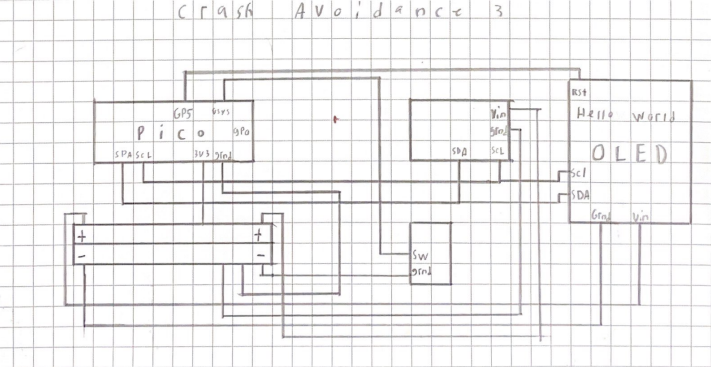 Crash Avoidance 3
GP5 Vsys
Pico gP0
SDA SCL 3V3 grnd
Vin
grnd
SDA SCL
RSt
Hello world
OLED
Scl
SDA
Grnd Vin
+ +
- -
SW
grnd